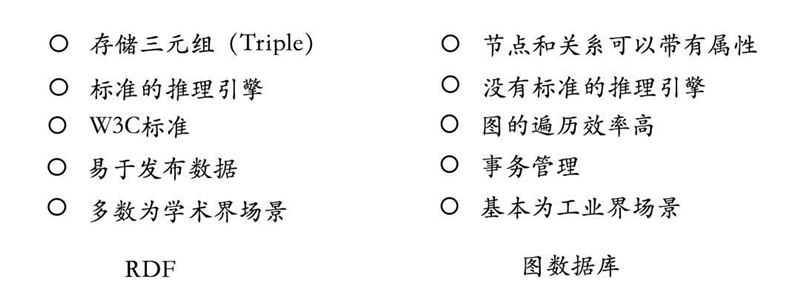 存储三元组（Triple）
标准的推理引擎
W3C标准
易于发布数据
多数为学术界场景
RDF
节点和关系可以带有属性
没有标准的推理引擎
图的遍历效率高
事务管理
基本为工业界场景
图数据库